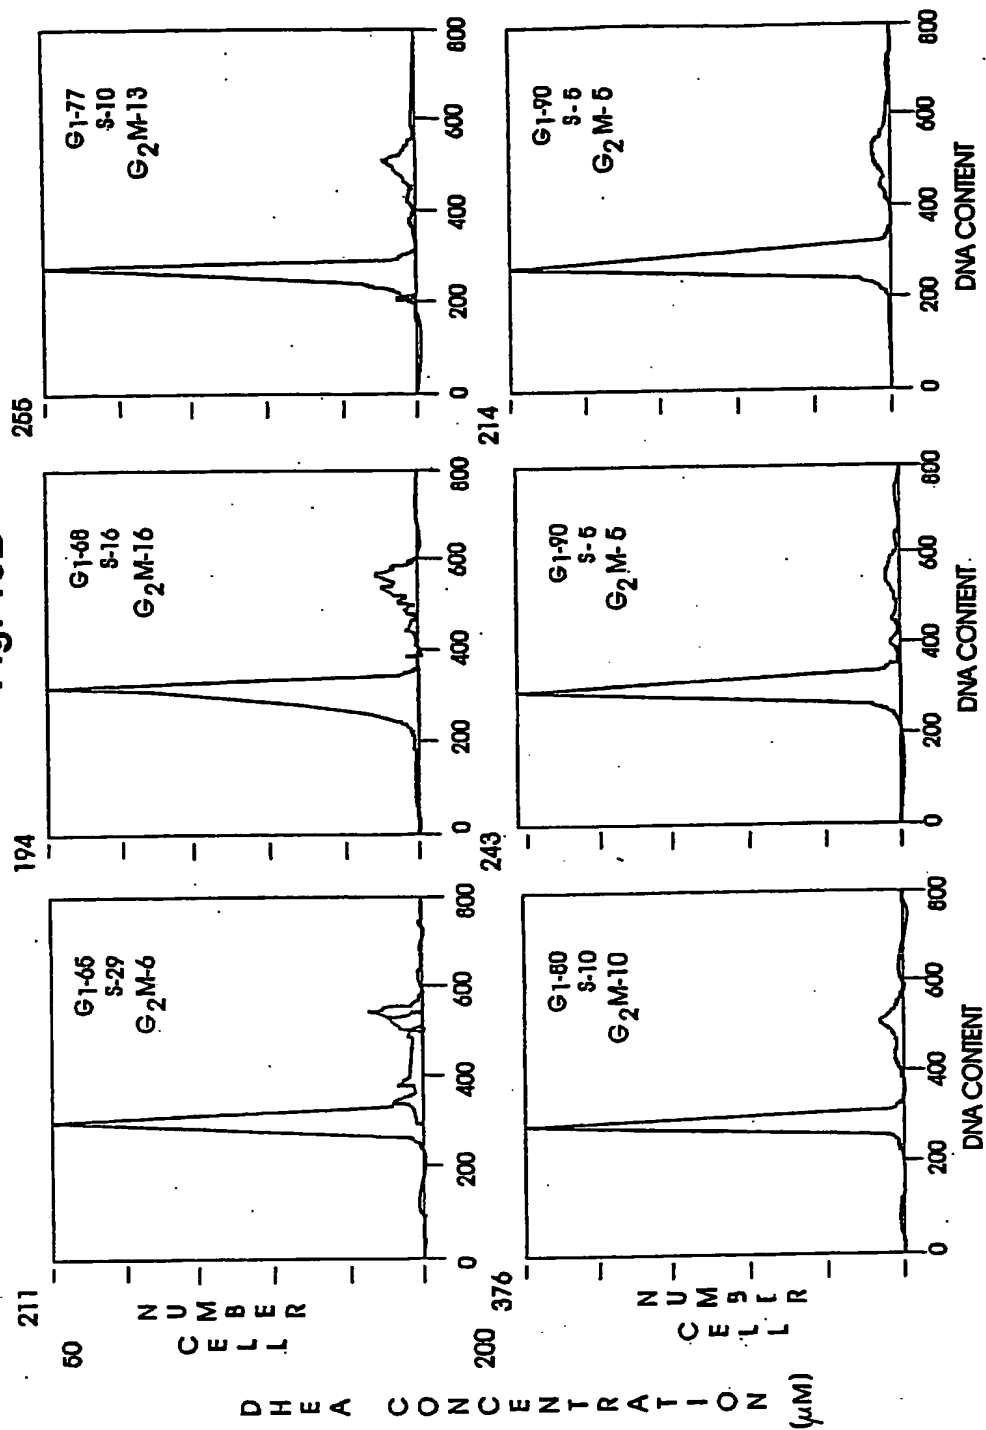 211
50
CELL NUMBER
G1-65
S-29
G2M-6
0 200 400 600 800
194
G1-68
S-16
G2M-16
0 200 400 600 800
255
G1-77
S-10
G2M-13
0 200 400 600 800
DHEA CONCENTRATION
(μM)
376
200
CELL NUMBER
G1-80
S-10
G2M-10
0 200 400 600 800
DNA CONTENT
243
G1-90
S-5
G2M-5
0 200 400 600 800
DNA CONTENT
214
G1-90
S-5
G2M-5
0 200 400 600 800
DNA CONTENT